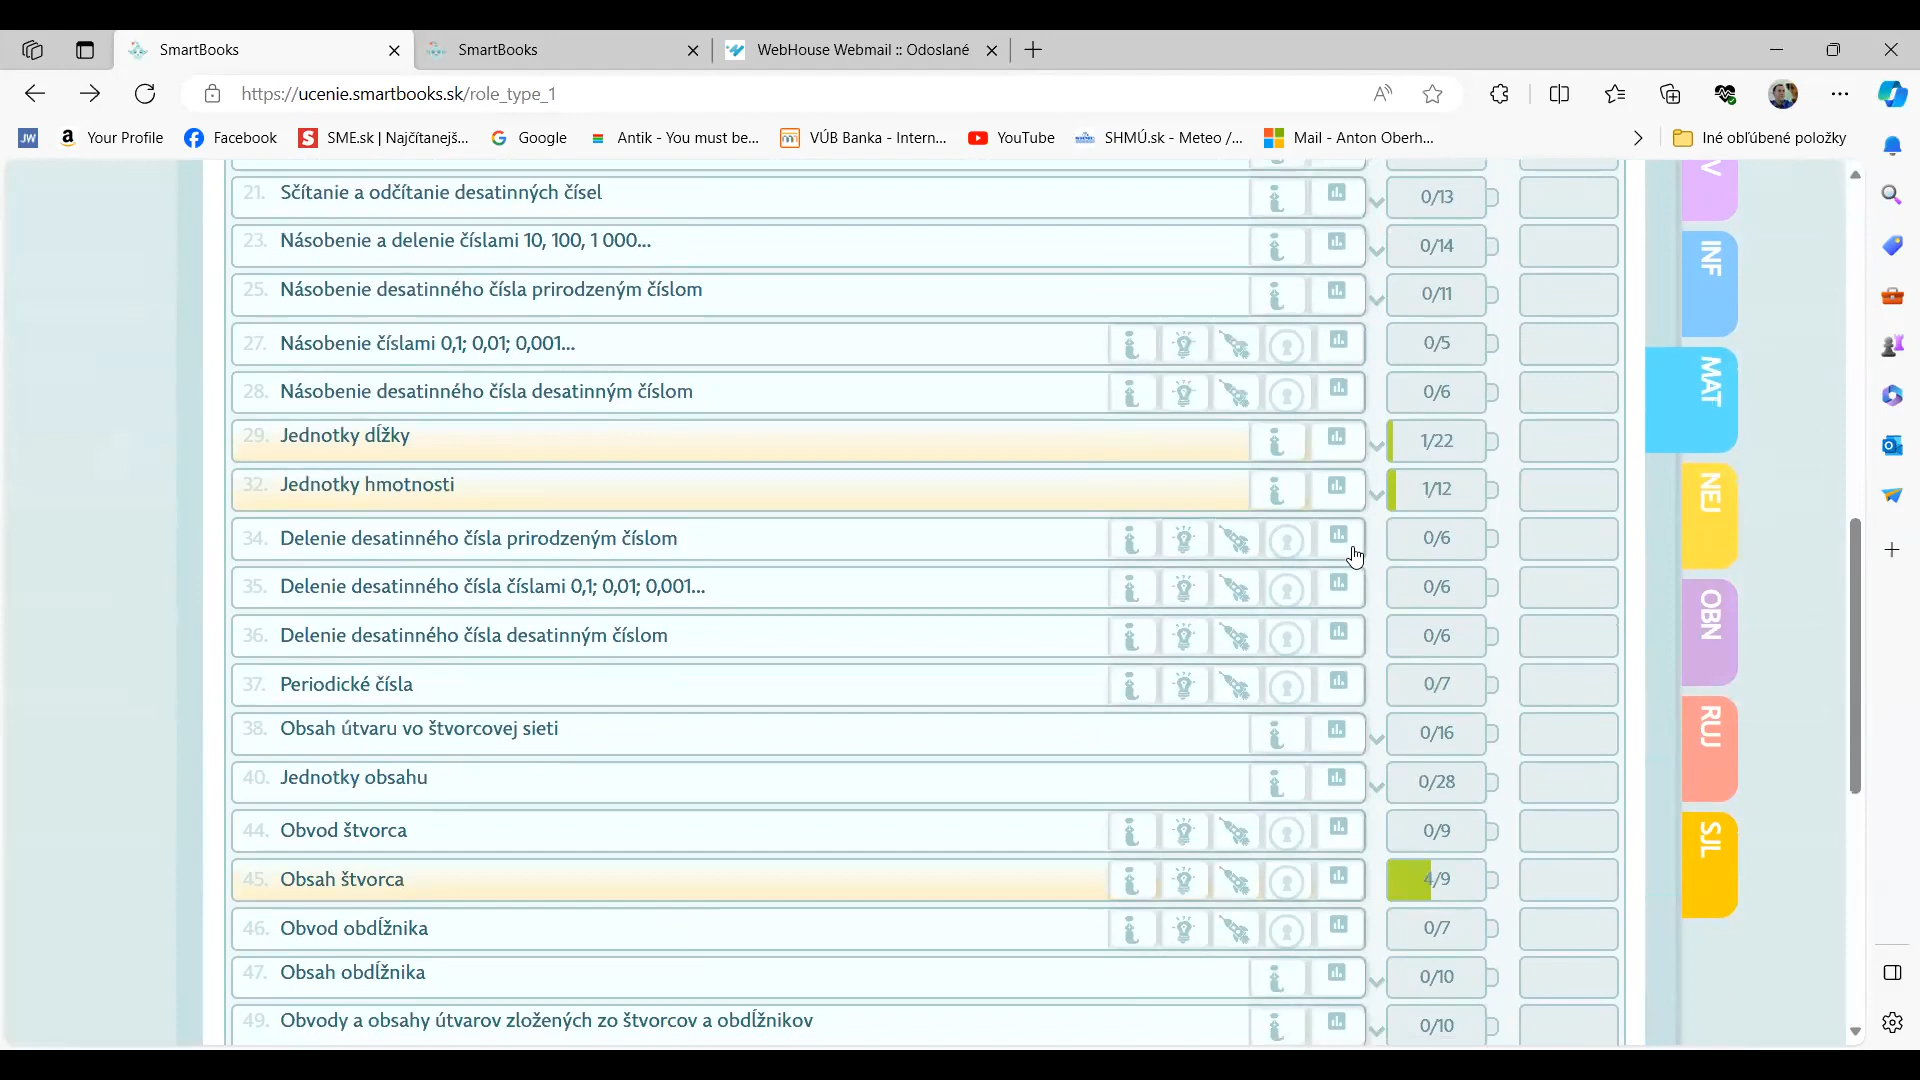 SmartBooks
SmartBooks
WebHouse Webmail :: Odoslané
https://ucenie.smartbooks.sk/role_type_1
JW
Your Profile
Facebook
SME.sk | Najčítanejš...
Google
Antik - You must be...
VÚB Banka - Intern...
YouTube
SHMÚ.sk - Meteo /...
Mail - Anton Oberh...
Iné obľúbené položky
21. Sčítanie a odčítanie desatinných čísel 0/13
23. Násobenie a delenie číslami 10, 100, 1 000... 0/14
25. Násobenie desatinného čísla prirodzeným číslom 0/11
27. Násobenie číslami 0,1; 0,01; 0,001... 0/5
28. Násobenie desatinného čísla desatinným číslom 0/6
29. Jednotky dĺžky 1/22
32. Jednotky hmotnosti 1/12
34. Delenie desatinného čísla prirodzeným číslom 0/6
35. Delenie desatinného čísla číslami 0,1; 0,01; 0,001... 0/6
36. Delenie desatinného čísla desatinným číslom 0/6
37. Periodické čísla 0/7
38. Obsah útvaru vo štvorcovej sieti 0/16
40. Jednotky obsahu 0/28
44. Obvod štvorca 0/9
45. Obsah štvorca 4/9
46. Obvod obdĺžnika 0/7
47. Obsah obdĺžnika 0/10
49. Obvody a obsahy útvarov zložených zo štvorcov a obdĺžnikov 0/10
INF
MAT
NEJ
OBN
RUJ
SJL